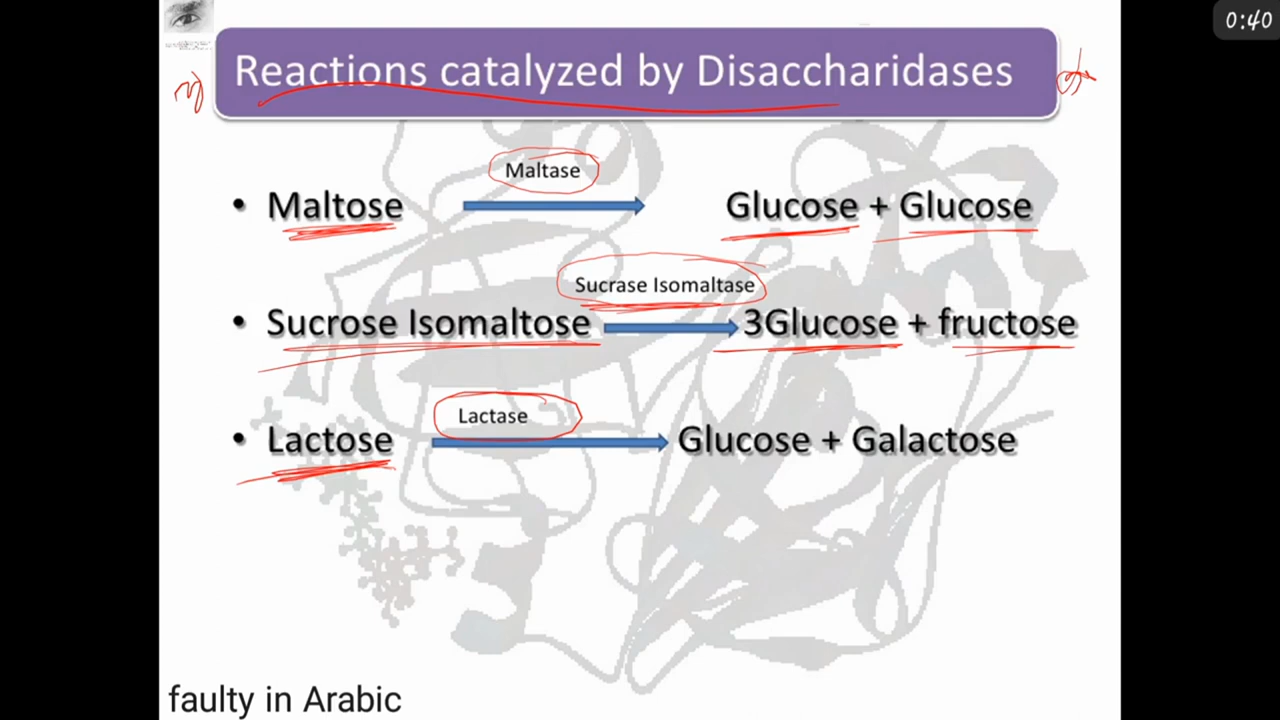 0:40
Reactions catalyzed by Disaccharidases
Maltase
• Maltose Glucose + Glucose
Sucrase Isomaltase
• Sucrose Isomaltose 3Glucose + fructose
Lactase
• Lactose Glucose + Galactose
faulty in Arabic